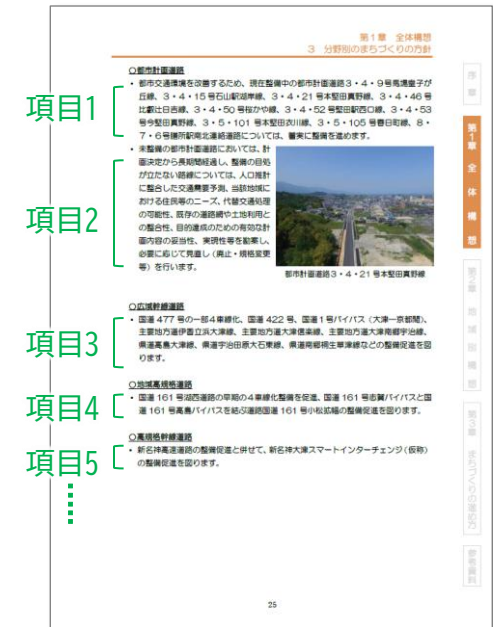 第1章 全体構想
3 分野別のまちづくりの方針
○都市計画道路
・都市交通環境を改善するため、現在整備中の都市計画道路3・4・9号馬場皇子が
丘線、3・4・15号石山駅湖岸線、3・4・21号本堅田真野線、3・4・46号
比叡辻日吉線、3・4・50号桜かや線、3・4・52号堅田駅西口線、3・4・53
号今堅田真野線、3・5・101号本堅田衣川線、3・5・105号春日町線、8・
7・6号膳所駅南北連絡道路については、着実に整備を進めます。
・未整備の都市計画道路においては、計
画決定から長期間経過し、整備の目処
が立たない路線については、人口推計
に整合した交通需要予測、当該地域に
おける住民等のニーズ、代替交通処理
の可能性、既存の道路網や土地利用と
の整合性、目的達成のための有効な計
画内容の妥当性、実現性等を勘案し、
必要に応じて見直し(廃止・規格変更
等)を行います。
都市計画道路3・4・21号本堅田真野線
○広域幹線道路
・国道477号の一部4車線化、国道422号、国道1号バイパス(大津−京都間)、
主要地方道伊香立浜大津線、主要地方道大津信楽線、主要地方道大津南郷宇治線、
県道高島大津線、県道宇治田原大石東線、県道南郷桐生草津線などの整備促進を図
ります。
○地域高規格道路
・国道161号湖西道路の早期の4車線化整備を促進、国道161号志賀バイパスと国
道161号高島バイパスを結ぶ道路国道161号小松拡幅の整備促進を図ります。
○高規格幹線道路
・新名神高速道路の整備促進と併せて、新名神大津スマートインターチェンジ(仮称)
の整備促進を図ります。
項目1
項目2
項目3
項目4
項目5
序章
第1章 全体構想
第2章 地域別構想
第3章 まちづくりの進め方
参考資料
25